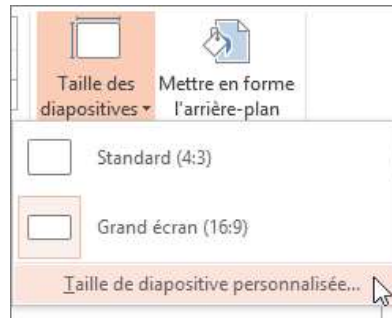 Taille des
diapositives
Mettre en forme
l'arrière-plan
Standard (4:3)
Grand écran (16:9)
Taille de diapositive personnalisée...